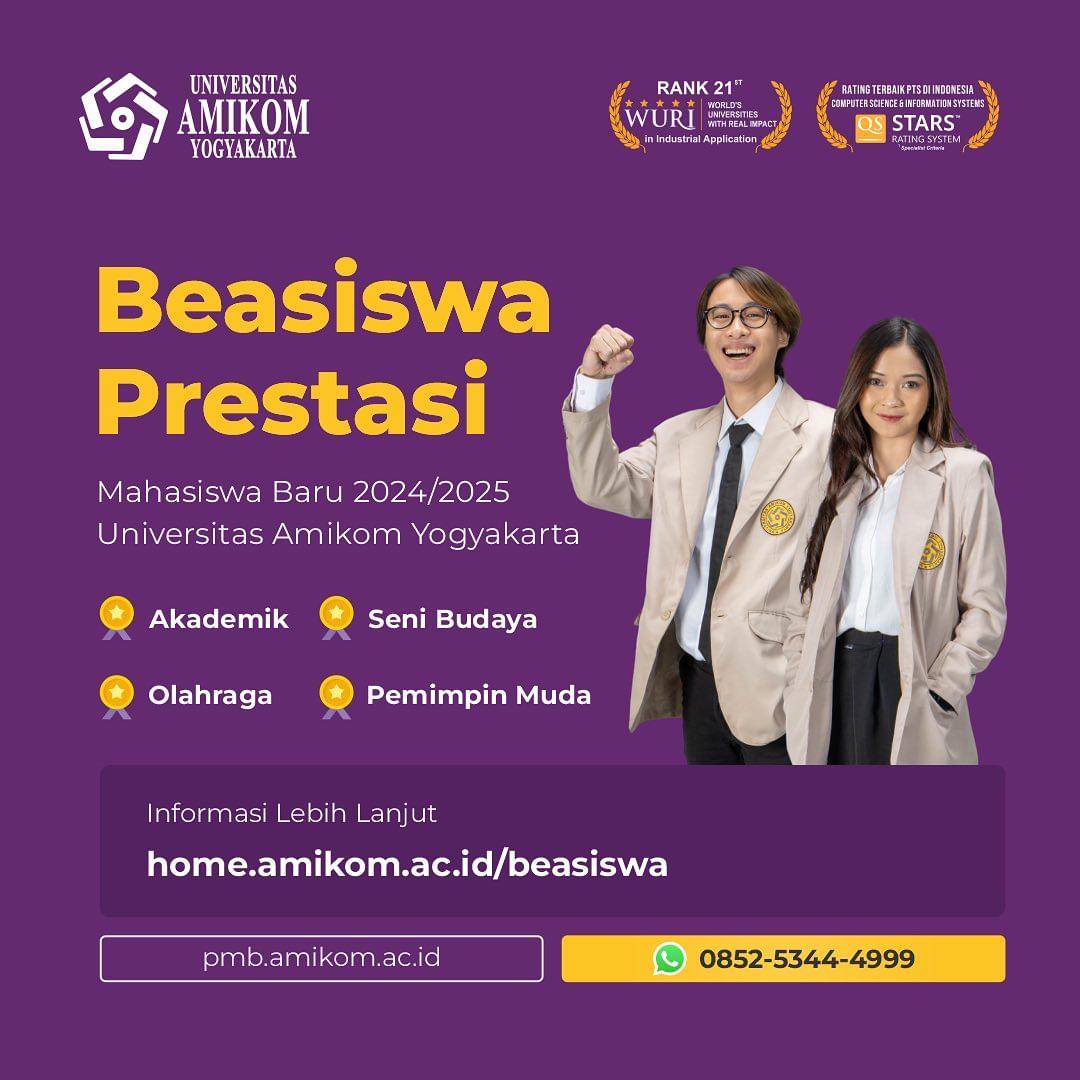 UNIVERSITAS
AMIKOM
YOGYAKARTA
RANK 21ST
WURI
WORLD'S
UNIVERSITIES
WITH REAL IMPACT
in Industrial Application
RATING TERBAIK PTS DI INDONESIA
COMPUTER SCIENCE & INFORMATION SYSTEMS
QS STARS™
RATING SYSTEM
*Specialist Criteria
Beasiswa
Prestasi
Mahasiswa Baru 2024/2025
Universitas Amikom Yogyakarta
Akademik
Seni Budaya
Olahraga
Pemimpin Muda
Informasi Lebih Lanjut
home.amikom.ac.id/beasiswa
pmb.amikom.ac.id
0852-5344-4999